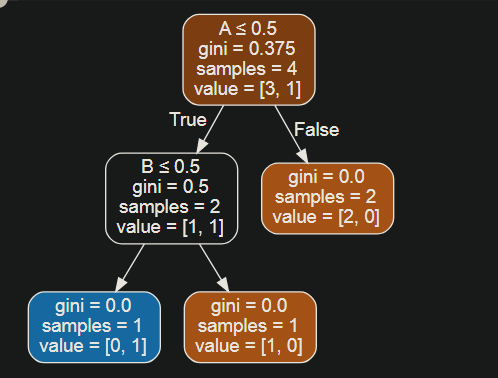 A ≤ 0.5
gini = 0.375
samples = 4
value = [3, 1]
True
False
B ≤ 0.5
gini = 0.5
samples = 2
value = [1, 1]
gini = 0.0
samples = 2
value = [2, 0]
gini = 0.0
samples = 1
value = [0, 1]
gini = 0.0
samples = 1
value = [1, 0]